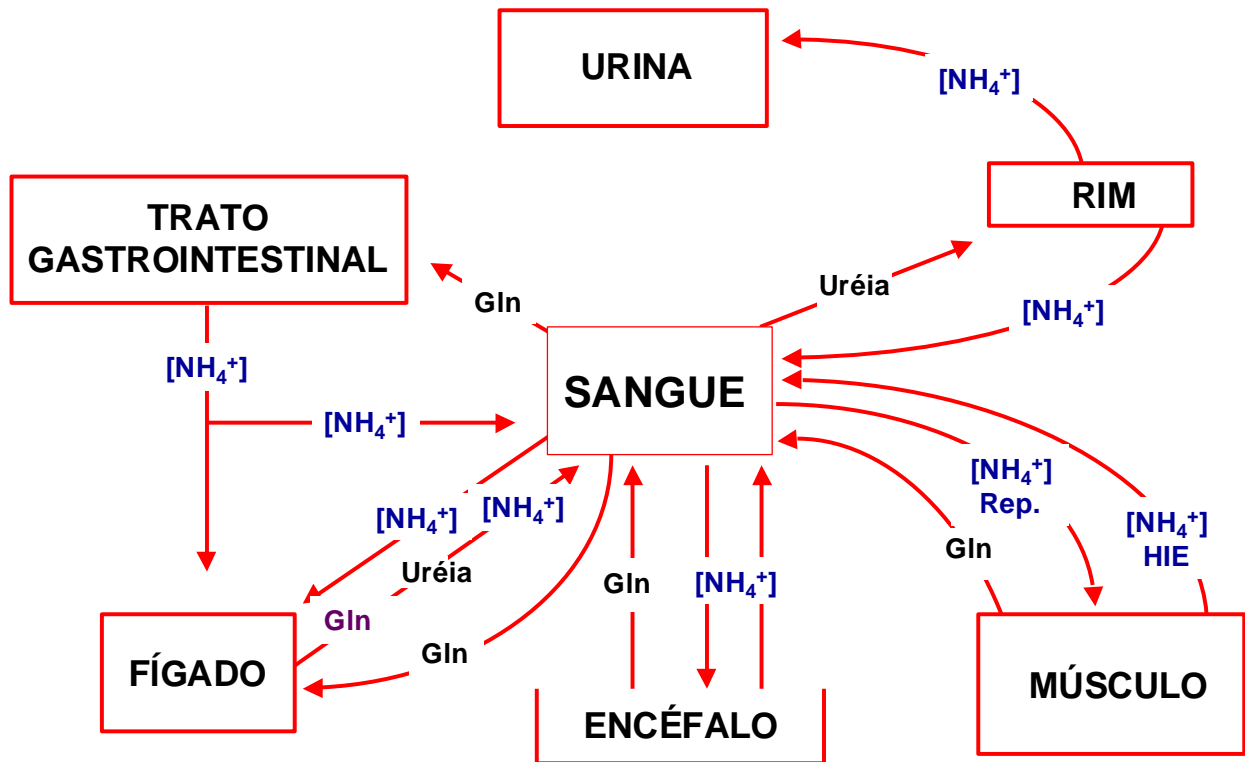 URINA
[NH₄⁺]
RIM
TRATO
GASTROINTESTINAL
Gln
Uréia
[NH₄⁺]
[NH₄⁺]
SANGUE
[NH₄⁺]
[NH₄⁺]
Rep.
[NH₄⁺]
HIE
[NH₄⁺]
[NH₄⁺]
Gln
Uréia
Gln
[NH₄⁺]
Gln
Gln
FÍGADO
ENCÉFALO
MÚSCULO